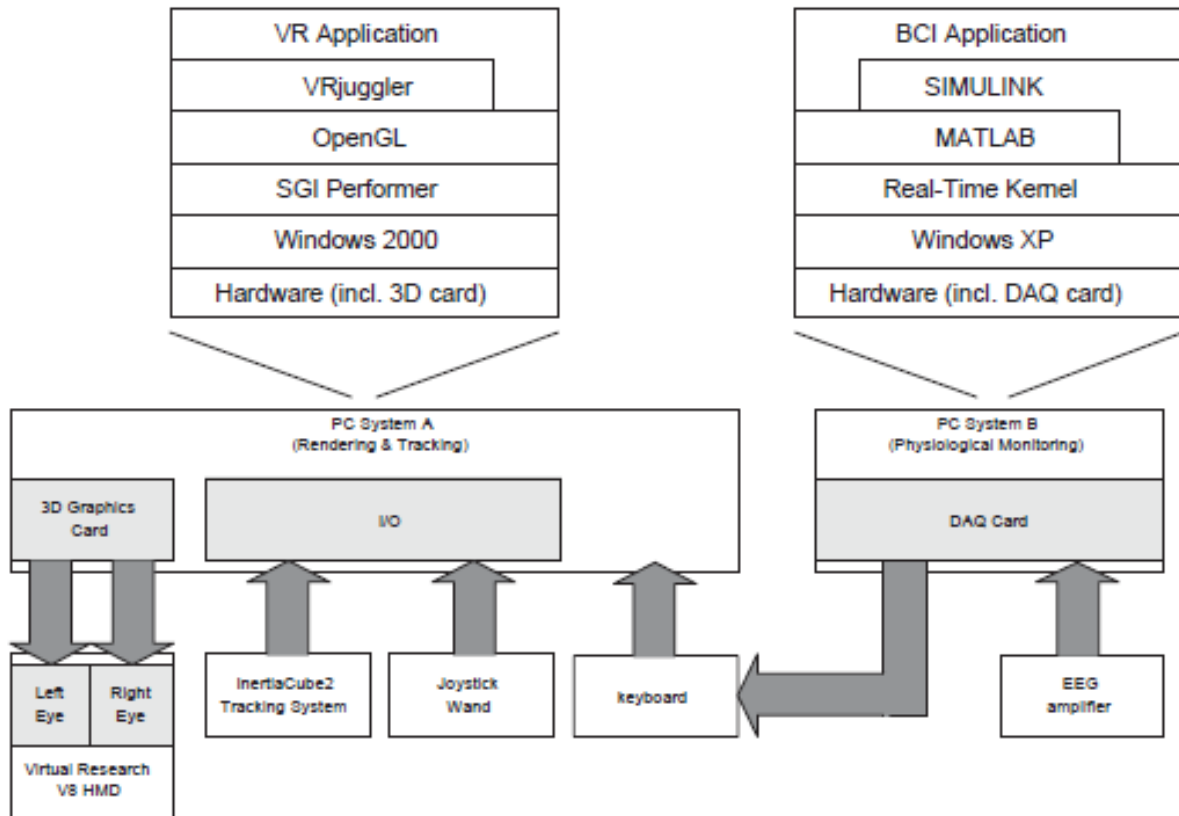 VR Application
VRjuggler
OpenGL
SGI Performer
Windows 2000
Hardware (incl. 3D card)
BCI Application
SIMULINK
MATLAB
Real-Time Kernel
Windows XP
Hardware (incl. DAQ card)
PC System A
(Rendering & Tracking)
3D Graphics
Card
I/O
PC System B
(Physiological Monitoring)
DAQ Card
Left
Eye
Right
Eye
Virtual Research
V8 HMD
InertiaCube2
Tracking System
Joystick
Wand
keyboard
EEG
amplifier